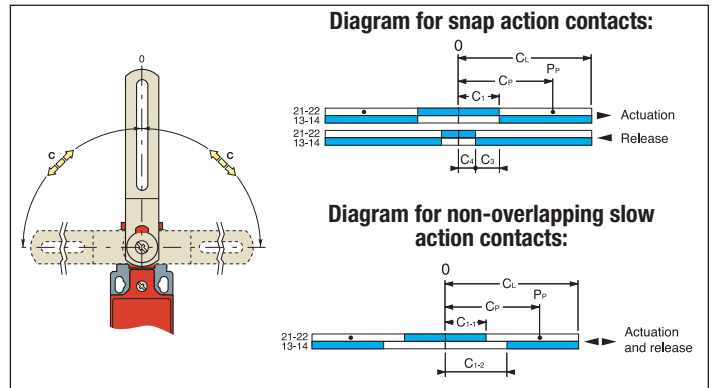 0
C
C
Diagram for snap action contacts:
0
CL
CP
PP
C1
21-22
13-14
Actuation
21-22
13-14
Release
C4
C3
Diagram for non-overlapping slow
action contacts:
0
CL
CP
PP
C1-1
21-22
13-14
Actuation
and release
C1-2